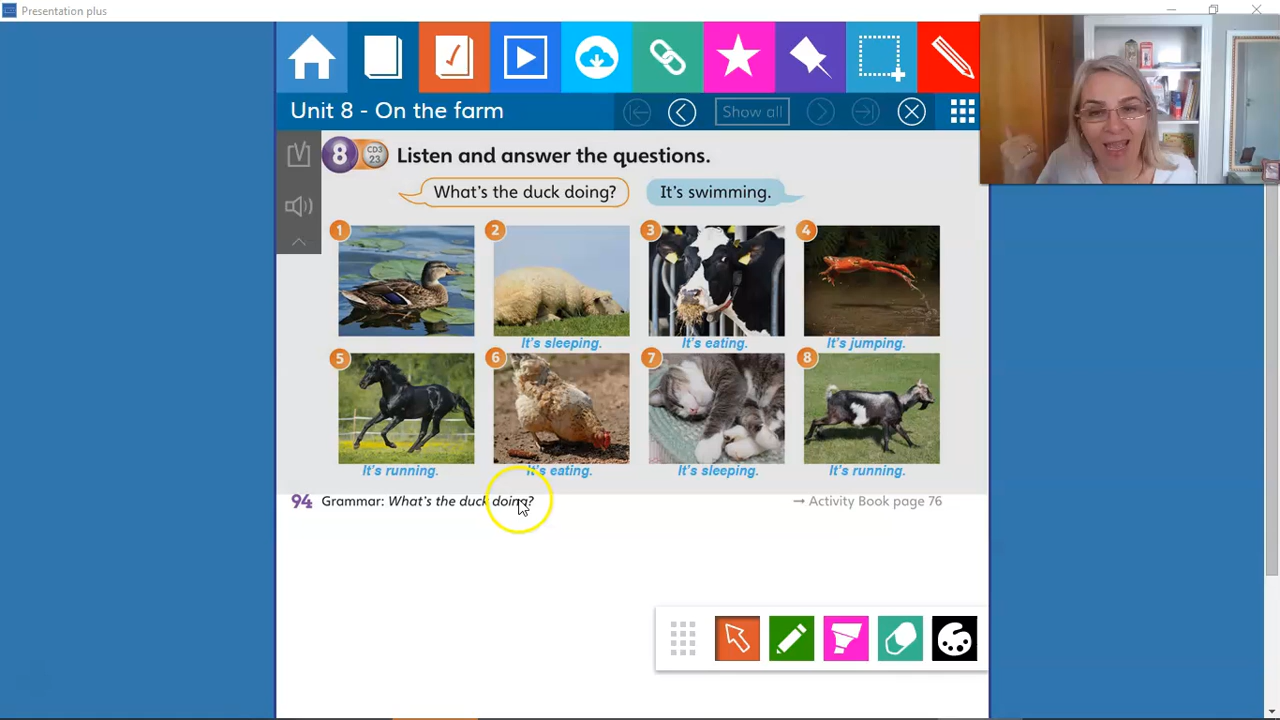 Presentation plus
Unit 8 - On the farm
Show all
8 CD3 23 Listen and answer the questions.
What's the duck doing? It's swimming.
1 2 3 4
It's sleeping. It's eating. It's jumping.
5 6 7 8
It's running. It's eating. It's sleeping. It's running.
94 Grammar: What's the duck doing? → Activity Book page 76